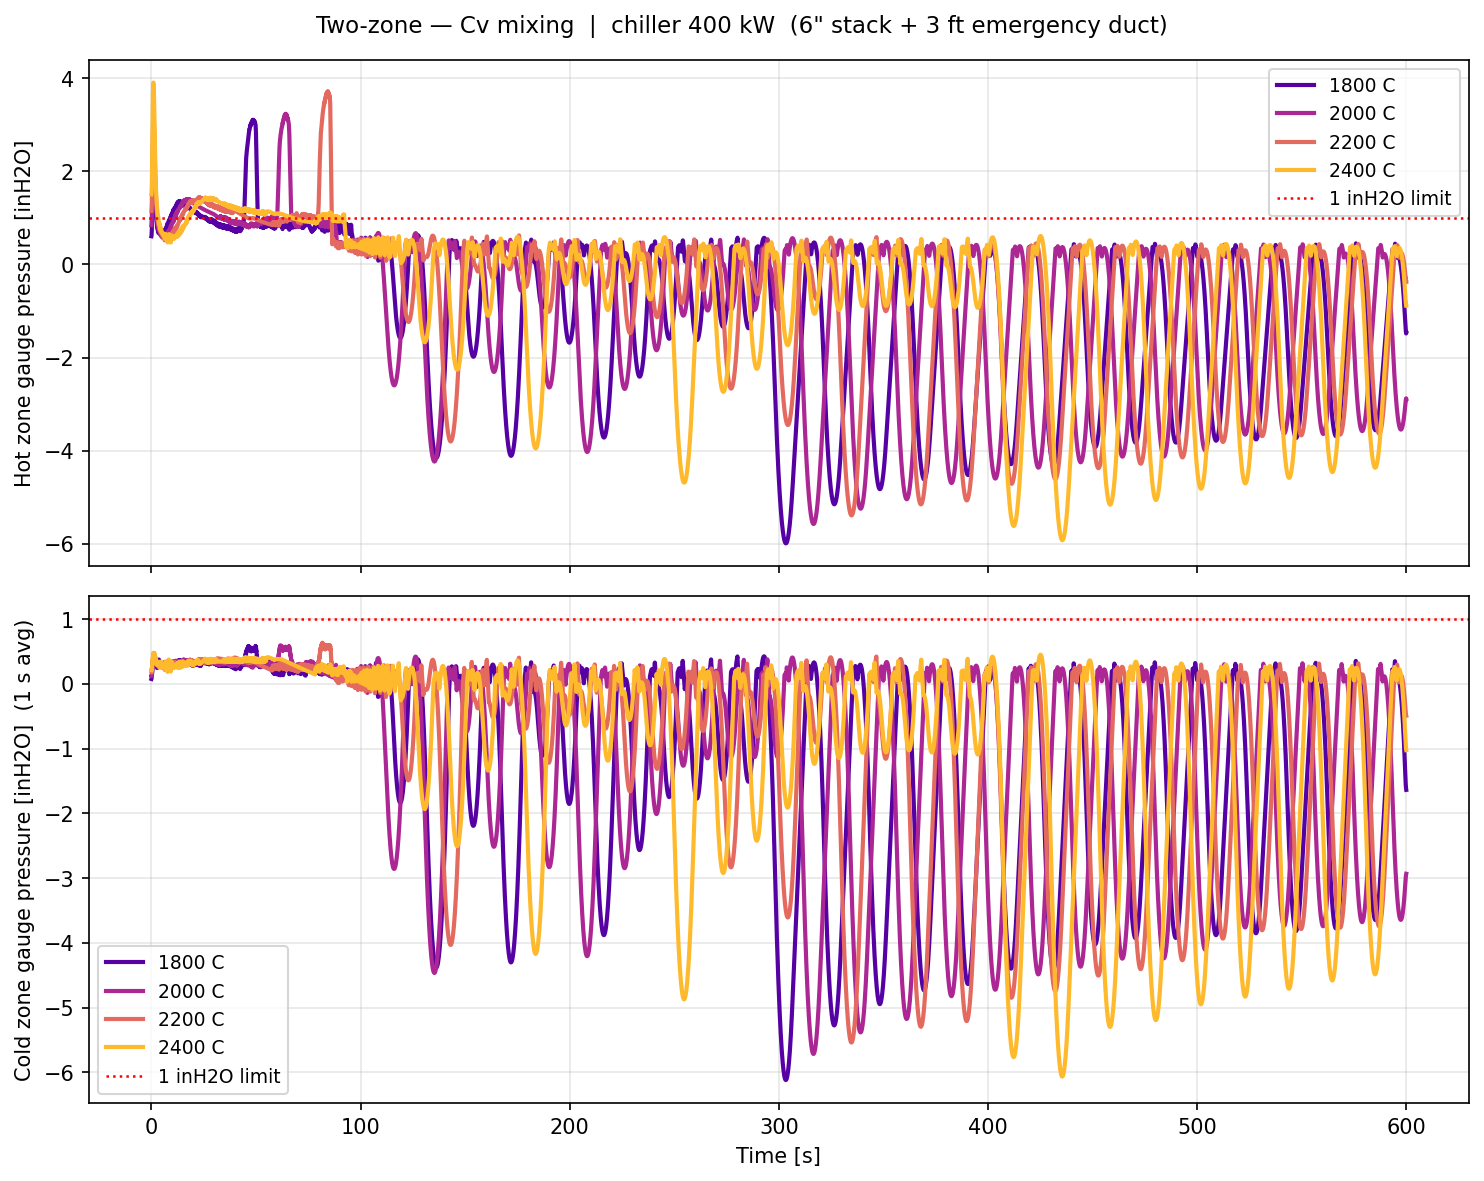 Two-zone — Cv mixing | chiller 400 kW (6" stack + 3 ft emergency duct)
Hot zone gauge pressure [inH2O]
4
2
0
−2
−4
−6
1800 C
2000 C
2200 C
2400 C
1 inH2O limit
Cold zone gauge pressure [inH2O] (1 s avg)
1
0
−1
−2
−3
−4
−5
−6
1800 C
2000 C
2200 C
2400 C
1 inH2O limit
0 100 200 300 400 500 600
Time [s]